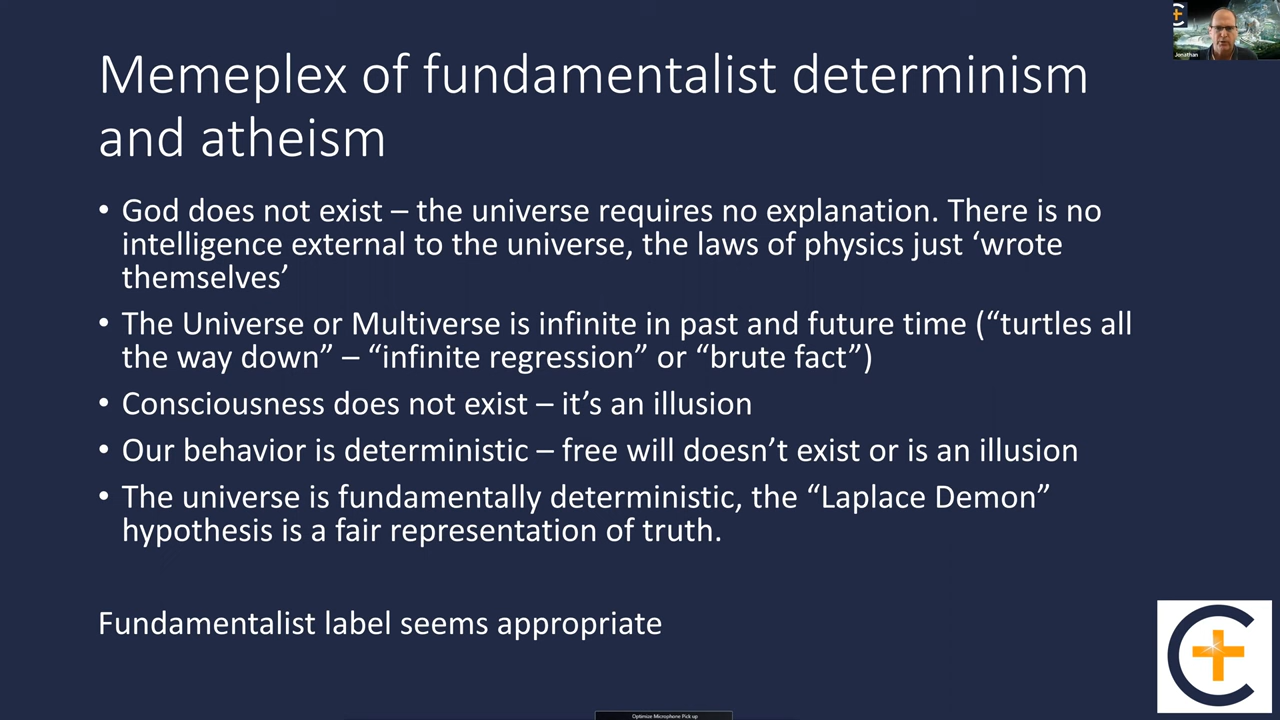 Memeplex of fundamentalist determinism
and atheism
• God does not exist – the universe requires no explanation. There is no
intelligence external to the universe, the laws of physics just ‘wrote
themselves’
• The Universe or Multiverse is infinite in past and future time (“turtles all
the way down” – “infinite regression” or “brute fact”)
• Consciousness does not exist – it’s an illusion
• Our behavior is deterministic – free will doesn’t exist or is an illusion
• The universe is fundamentally deterministic, the “Laplace Demon”
hypothesis is a fair representation of truth.
Fundamentalist label seems appropriate
Jonathan
Optimize Microphone Pick up